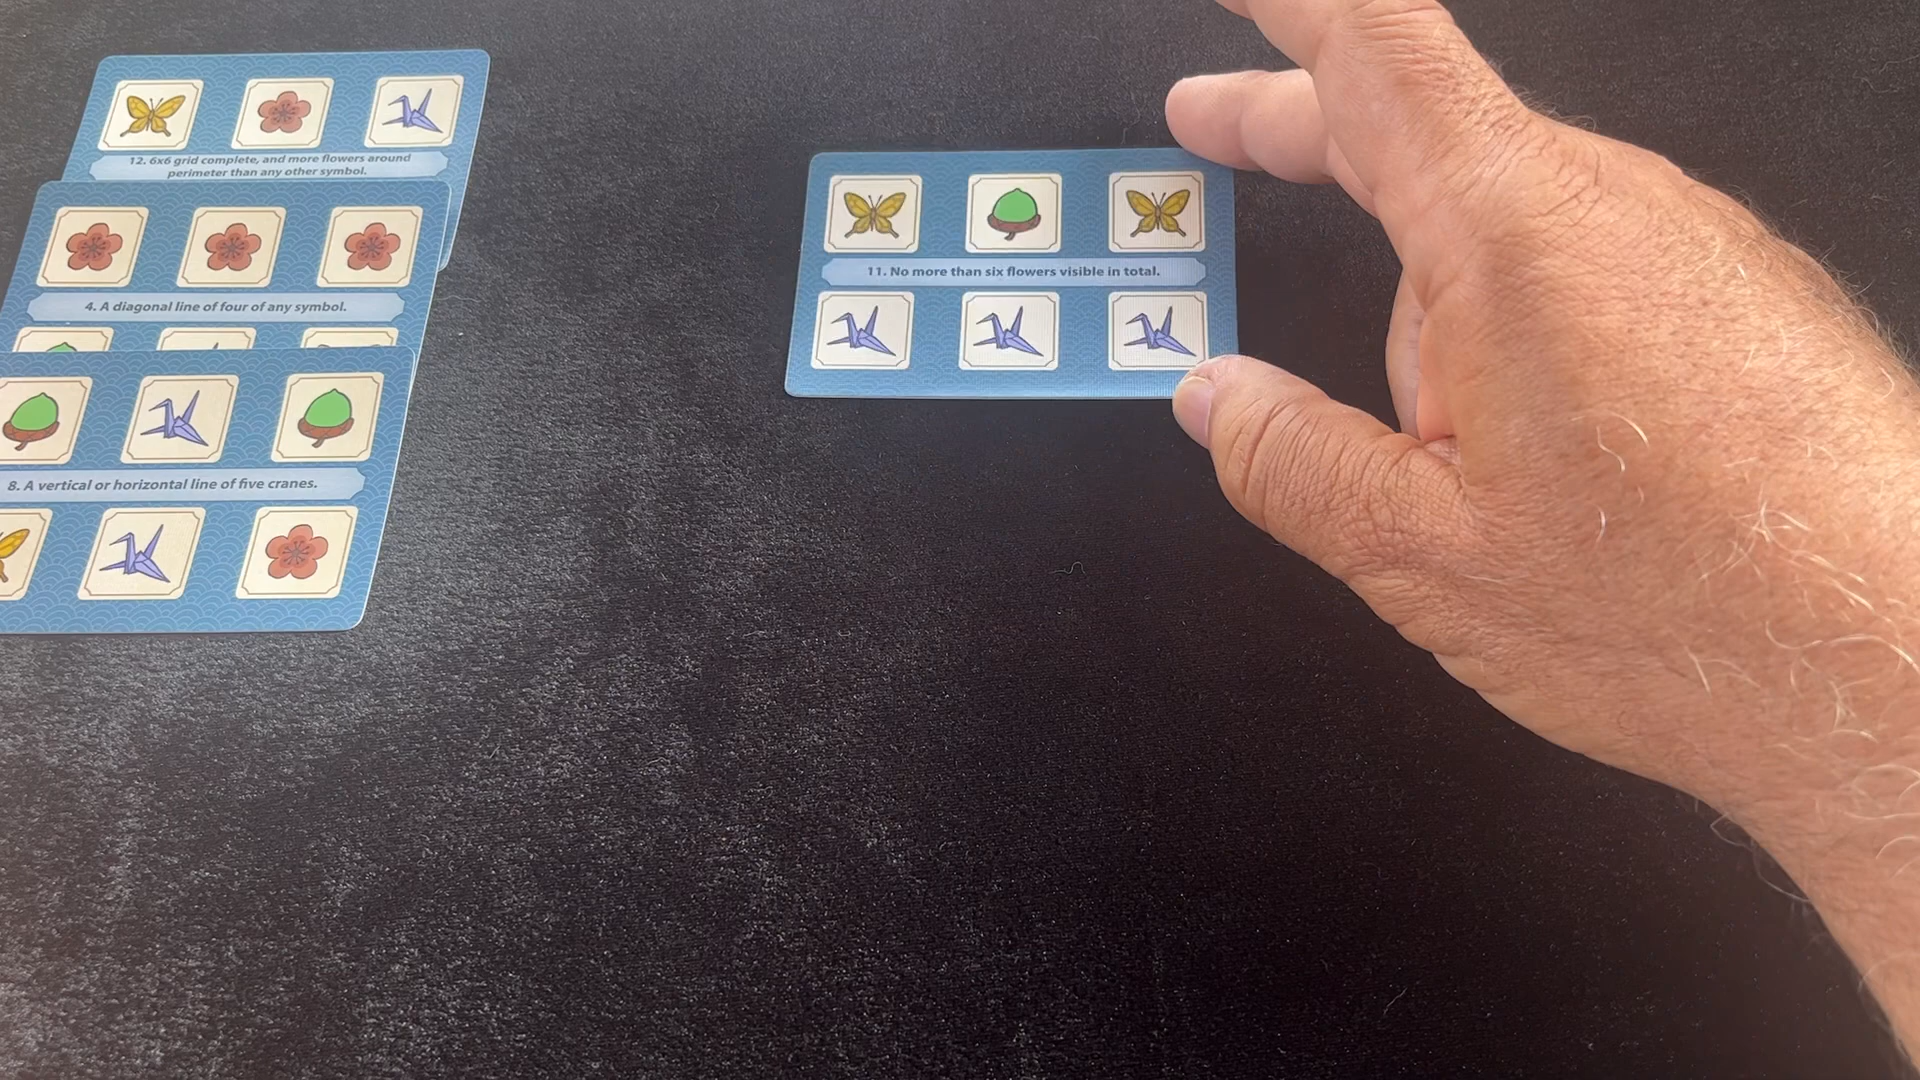 12. 6x6 grid complete, and more flowers around
perimeter than any other symbol.
4. A diagonal line of four of any symbol.
8. A vertical or horizontal line of five cranes.
11. No more than six flowers visible in total.